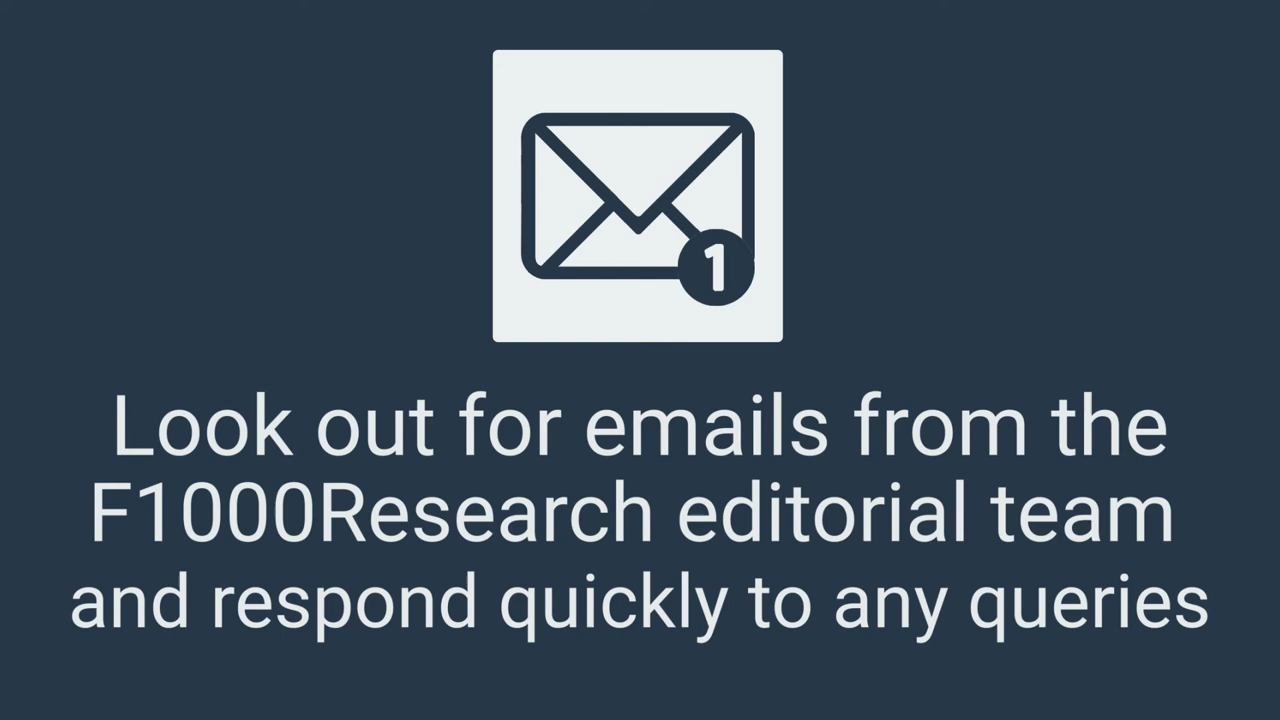 1
Look out for emails from the
F1000Research editorial team
and respond quickly to any queries